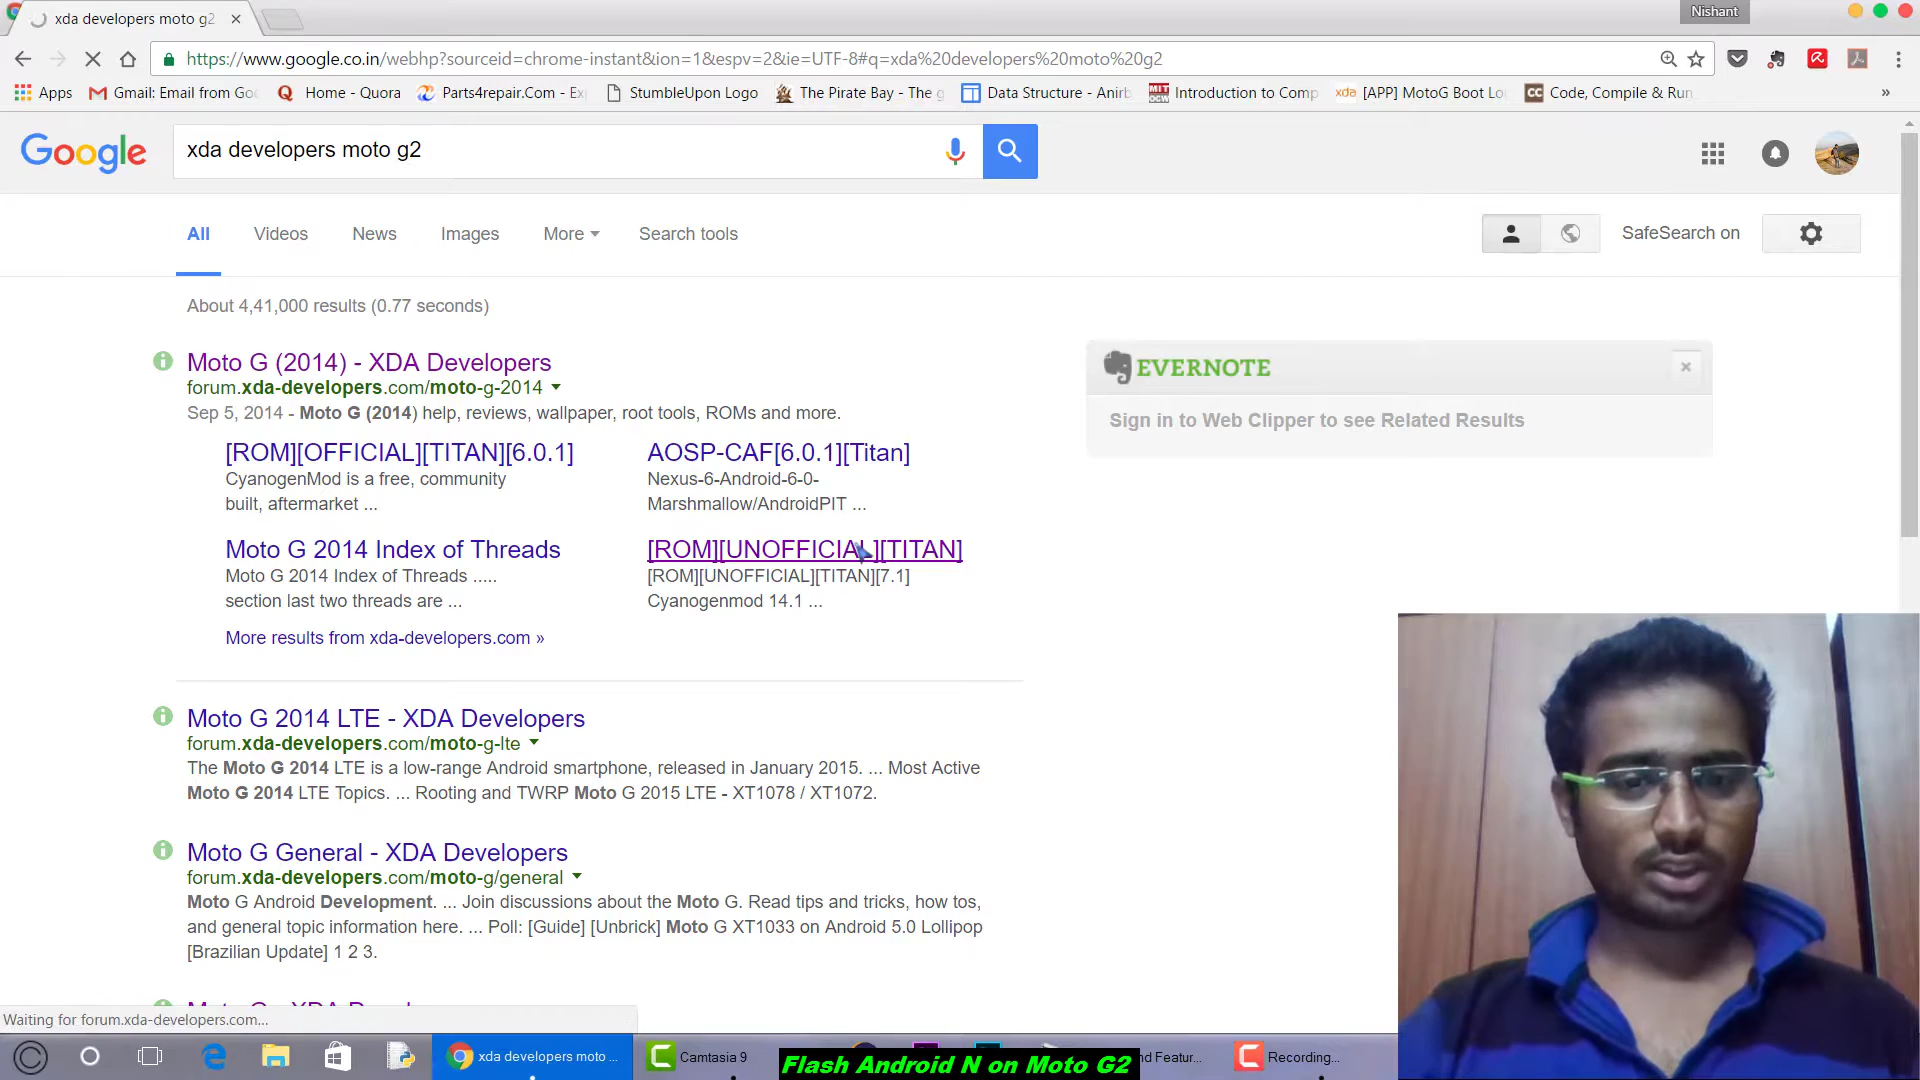 xda developers moto g2
Nishant
https://www.google.co.in/webhp?sourceid=chrome-instant&ion=1&espv=2&ie=UTF-8#q=xda%20developers%20moto%20g2
Apps
Gmail: Email from Go
Home - Quora
Parts4repair.Com - Ex
StumbleUpon Logo
The Pirate Bay - The g
Data Structure - Anirb
Introduction to Comp
[APP] MotoG Boot Lo
Code, Compile & Run
»
Google
xda developers moto g2
All
Videos
News
Images
More
Search tools
SafeSearch on
About 4,41,000 results (0.77 seconds)
Moto G (2014) - XDA Developers
forum.xda-developers.com/moto-g-2014
Sep 5, 2014 - Moto G (2014) help, reviews, wallpaper, root tools, ROMs and more.
[ROM][OFFICIAL][TITAN][6.0.1]
CyanogenMod is a free, community
built, aftermarket ...
AOSP-CAF[6.0.1][Titan]
Nexus-6-Android-6-0-
Marshmallow/AndroidPIT ...
Moto G 2014 Index of Threads
Moto G 2014 Index of Threads .....
section last two threads are ...
[ROM][UNOFFICIAL][TITAN]
[ROM][UNOFFICIAL][TITAN][7.1]
Cyanogenmod 14.1 ...
More results from xda-developers.com »
EVERNOTE
Sign in to Web Clipper to see Related Results
Moto G 2014 LTE - XDA Developers
forum.xda-developers.com/moto-g-lte
The Moto G 2014 LTE is a low-range Android smartphone, released in January 2015. ... Most Active
Moto G 2014 LTE Topics. ... Rooting and TWRP Moto G 2015 LTE - XT1078 / XT1072.
Moto G General - XDA Developers
forum.xda-developers.com/moto-g/general
Moto G Android Development. ... Join discussions about the Moto G. Read tips and tricks, how tos,
and general topic information here. ... Poll: [Guide] [Unbrick] Moto G XT1033 on Android 5.0 Lollipop
[Brazilian Update] 1 2 3.
Waiting for forum.xda-developers.com...
xda developers moto ...
Camtasia 9
nd Featur...
Recording...
Flash Android N on Moto G2